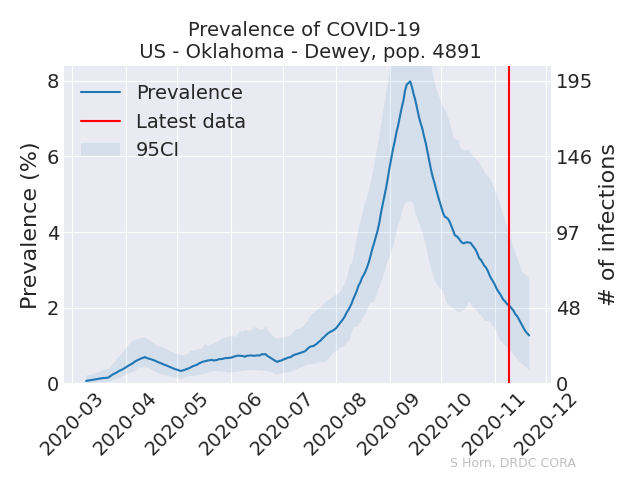 Prevalence of COVID-19
US - Oklahoma - Dewey, pop. 4891
Prevalence
Latest data
95CI
Prevalence (%)
8
6
4
2
0
195
146
97
48
0
# of infections
2020-03
2020-04
2020-05
2020-06
2020-07
2020-08
2020-09
2020-10
2020-11
2020-12
S Horn, DRDC CORA